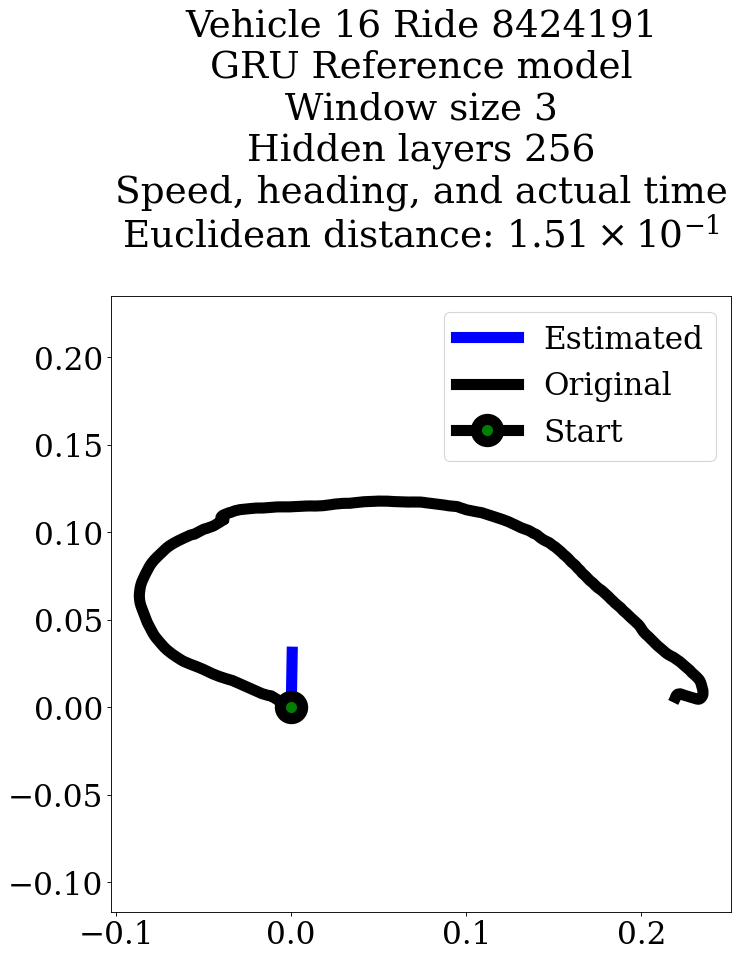 Vehicle 16 Ride 8424191
GRU Reference model
Window size 3
Hidden layers 256
Speed, heading, and actual time
Euclidean distance: 1.51 × 10⁻¹
Estimated
Original
Start
0.20
0.15
0.10
0.05
0.00
−0.05
−0.10
−0.1 0.0 0.1 0.2